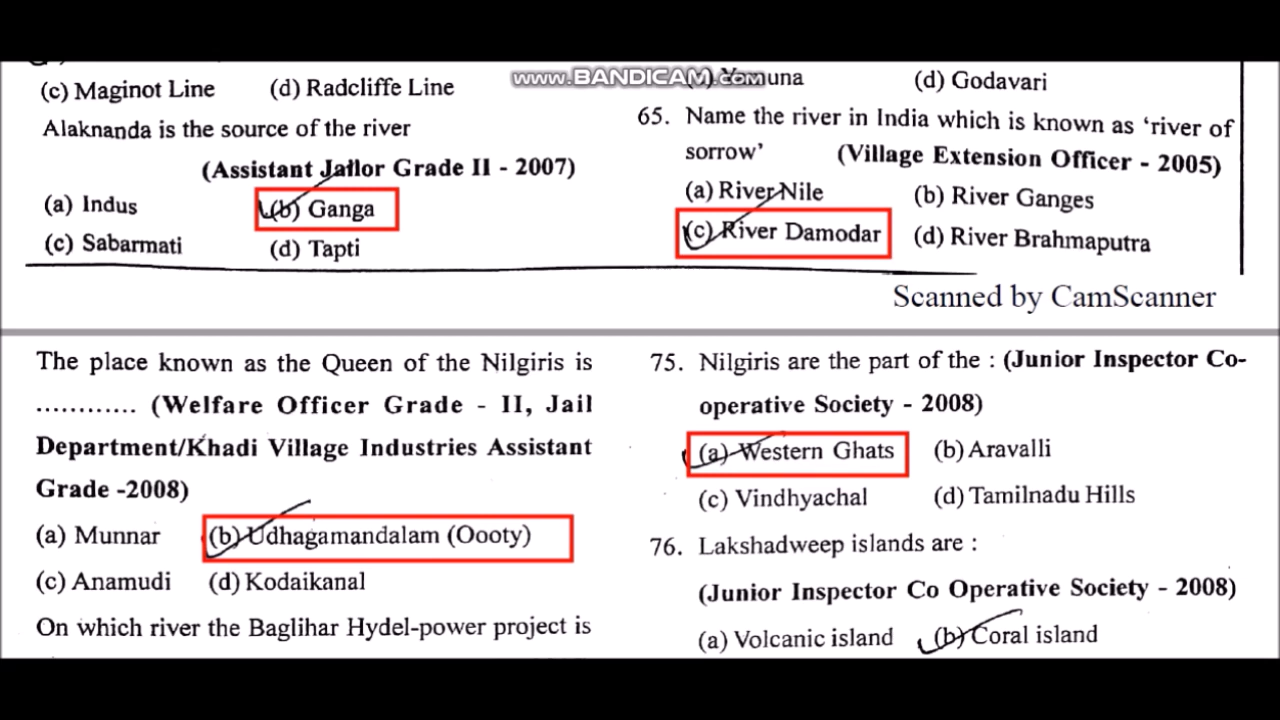 www.BANDICAM.com
(c) Maginot Line (d) Radcliffe Line
Alaknanda is the source of the river
(Assistant Jailor Grade II - 2007)
(a) Indus (b) Ganga
(c) Sabarmati (d) Tapti
(d) Godavari
65. Name the river in India which is known as ‘river of
sorrow’ (Village Extension Officer - 2005)
(a) River Nile (b) River Ganges
(c) River Damodar (d) River Brahmaputra
Scanned by CamScanner
The place known as the Queen of the Nilgiris is
............ (Welfare Officer Grade - II, Jail
Department/Khadi Village Industries Assistant
Grade -2008)
(a) Munnar (b) Udhagamandalam (Oooty)
(c) Anamudi (d) Kodaikanal
On which river the Baglihar Hydel-power project is
75. Nilgiris are the part of the : (Junior Inspector Co-
operative Society - 2008)
(a) Western Ghats (b) Aravalli
(c) Vindhyachal (d) Tamilnadu Hills
76. Lakshadweep islands are :
(Junior Inspector Co Operative Society - 2008)
(a) Volcanic island (b) Coral island